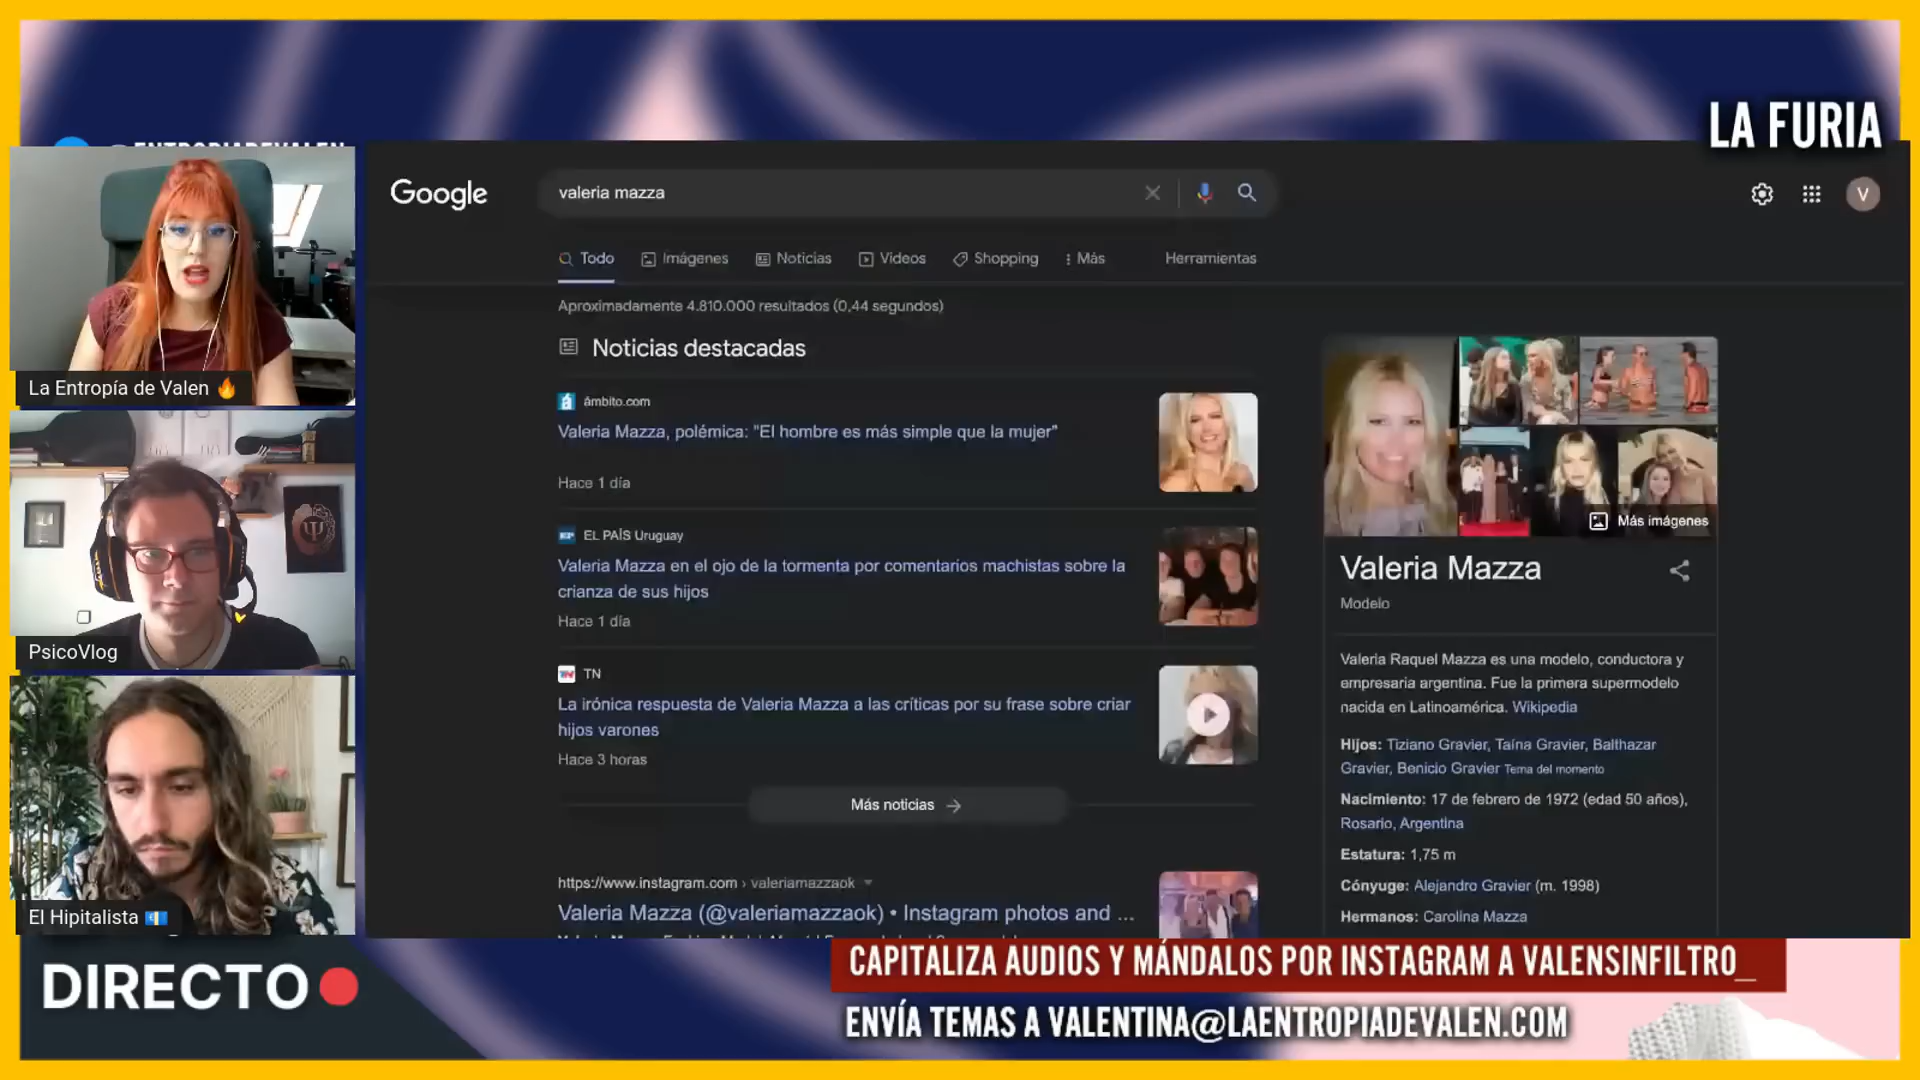 LA FURIA
@ENTROPIADEVALEN
La Entropía de Valen
PsicoVlog
El Hipitalista
DIRECTO
Google
valeria mazza
V
Todo
Imágenes
Noticias
Videos
Shopping
Más
Herramientas
Aproximadamente 4.810.000 resultados (0,44 segundos)
Noticias destacadas
ámbito.com
Valeria Mazza, polémica: "El hombre es más simple que la mujer"
Hace 1 día
EL PAÍS Uruguay
Valeria Mazza en el ojo de la tormenta por comentarios machistas sobre la
crianza de sus hijos
Hace 1 día
TN
La irónica respuesta de Valeria Mazza a las críticas por su frase sobre criar
hijos varones
Hace 3 horas
Más noticias
https://www.instagram.com › valeriamazzaok
Valeria Mazza (@valeriamazzaok) • Instagram photos and ...
Más imágenes
Valeria Mazza
Modelo
Valeria Raquel Mazza es una modelo, conductora y
empresaria argentina. Fue la primera supermodelo
nacida en Latinoamérica. Wikipedia
Hijos: Tiziano Gravier, Taína Gravier, Balthazar
Gravier, Benicio Gravier Tema del momento
Nacimiento: 17 de febrero de 1972 (edad 50 años),
Rosario, Argentina
Estatura: 1,75 m
Cónyuge: Alejandro Gravier (m. 1998)
Hermanos: Carolina Mazza
CAPITALIZA AUDIOS Y MÁNDALOS POR INSTAGRAM A VALENSINFILTRO_
ENVÍA TEMAS A VALENTINA@LAENTROPIADEVALEN.COM